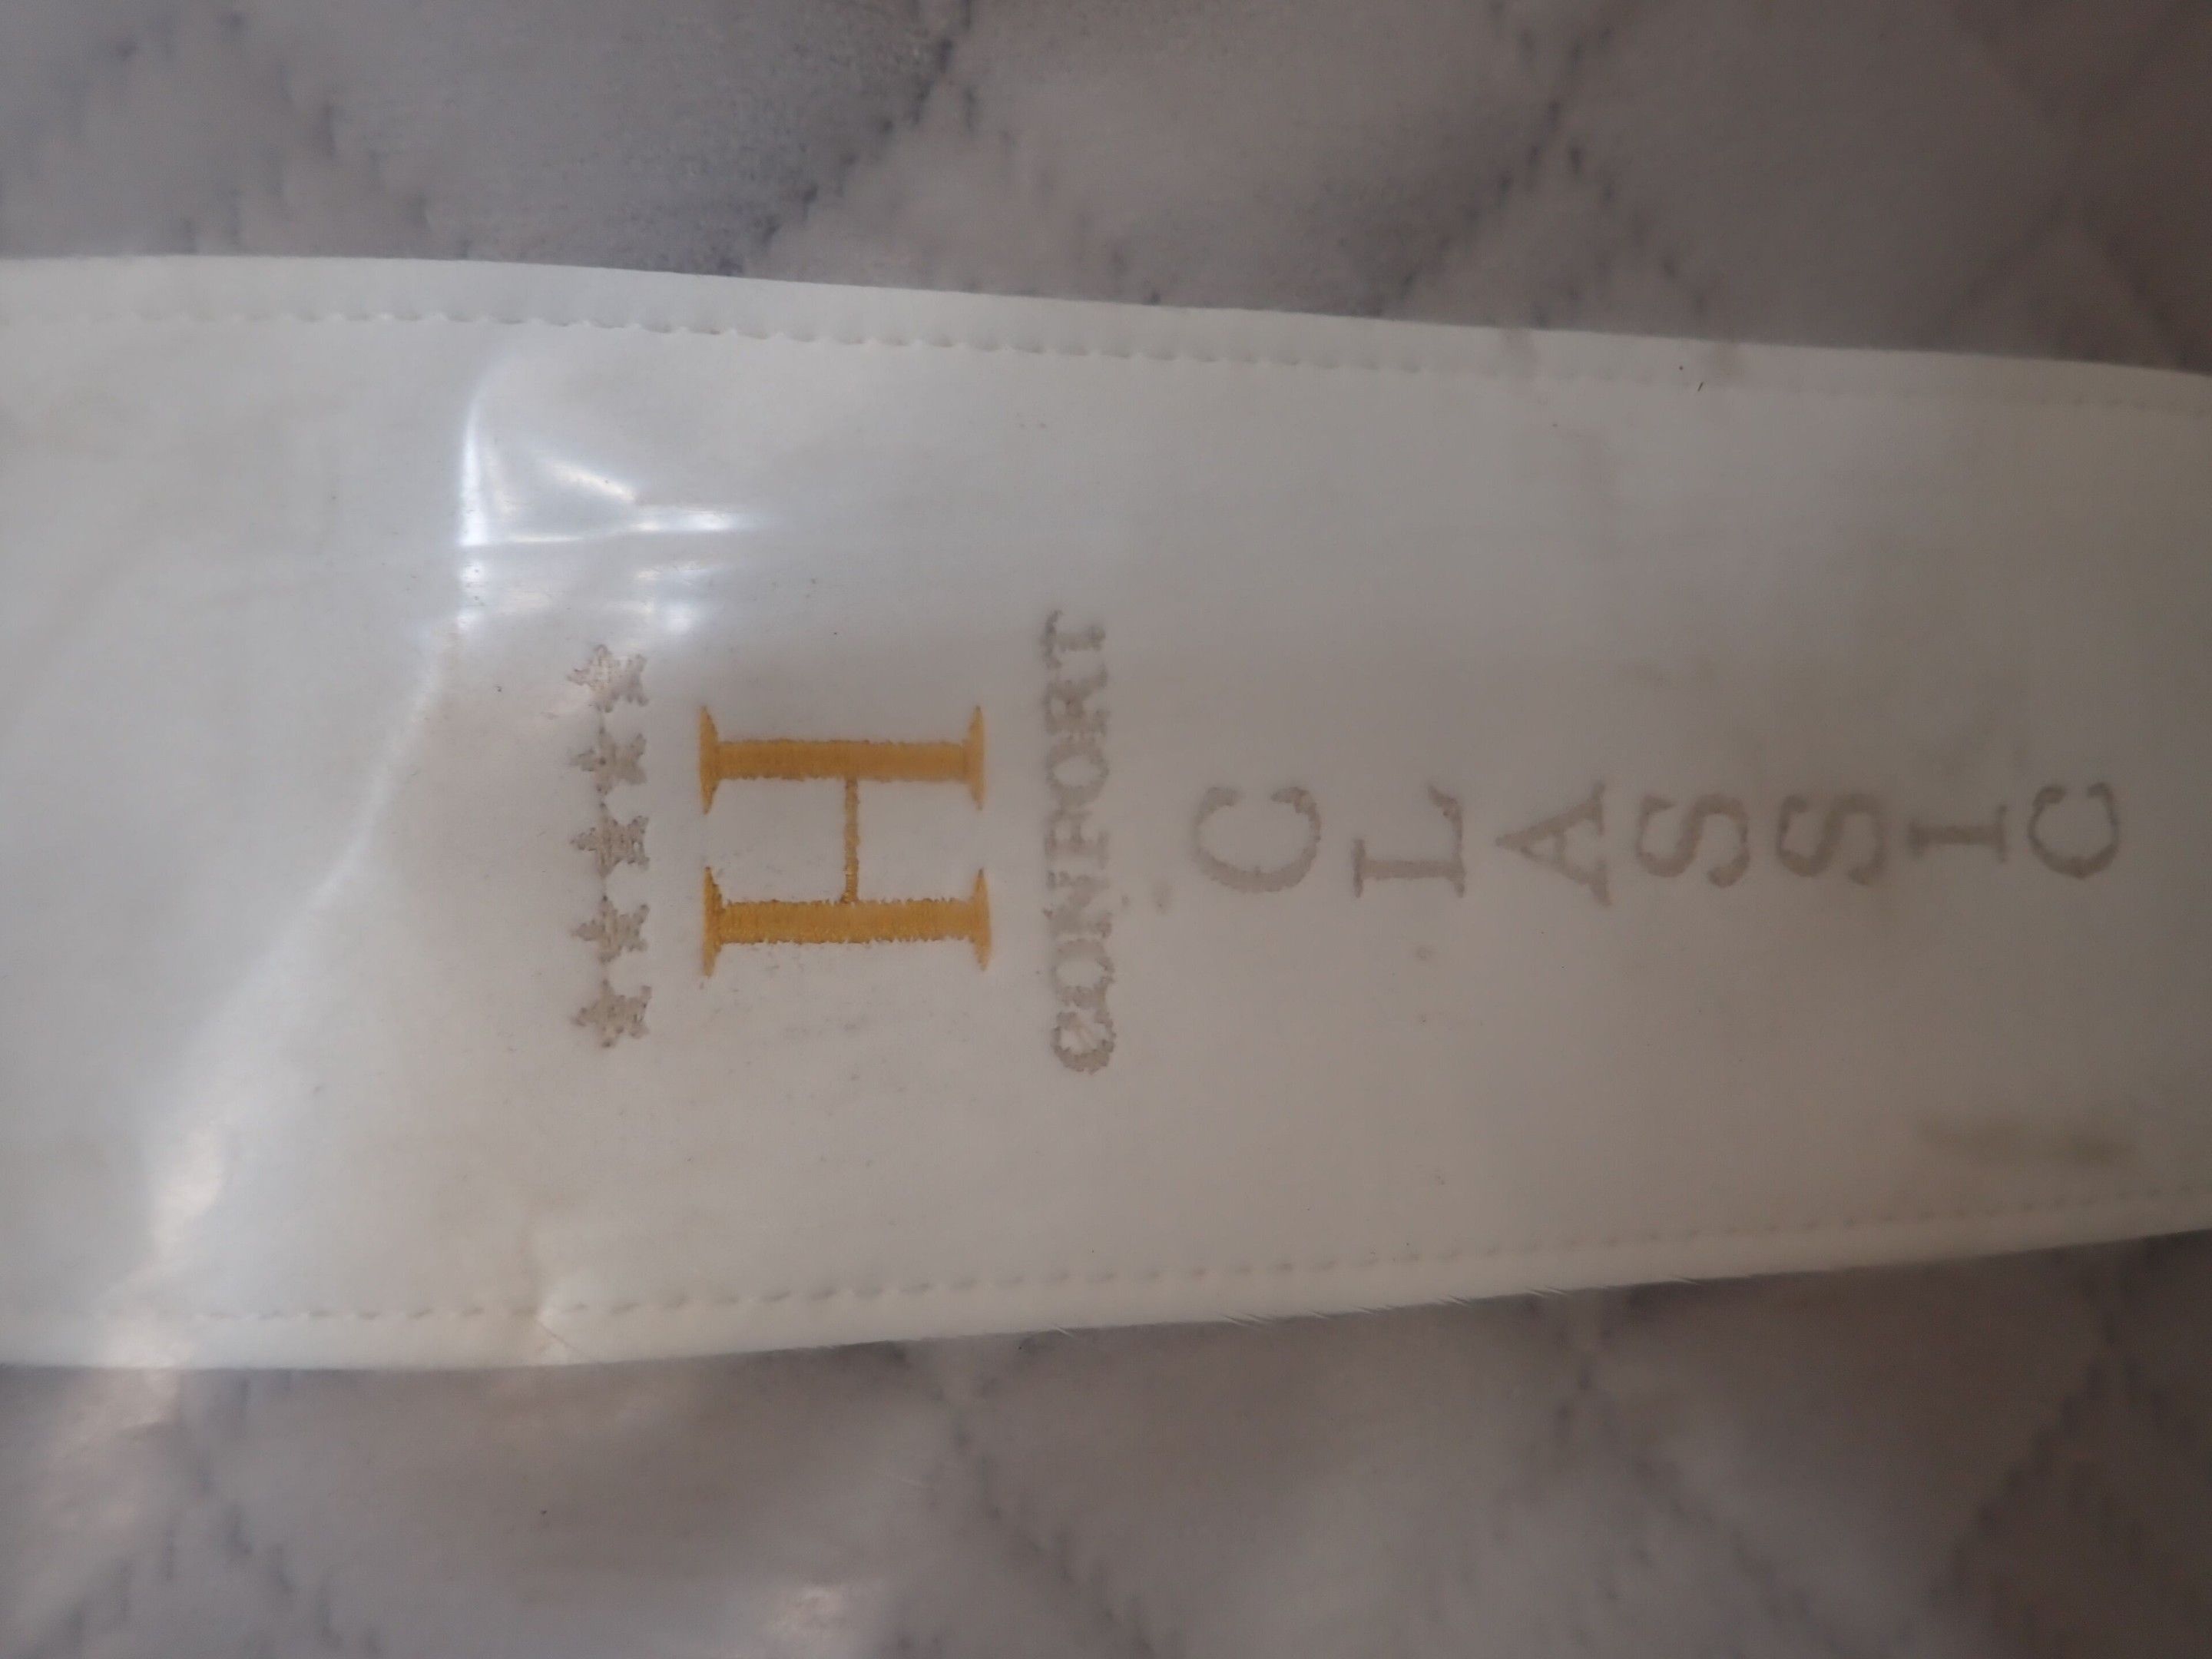 ★★★★★
H
CONFORT
CLASSIC